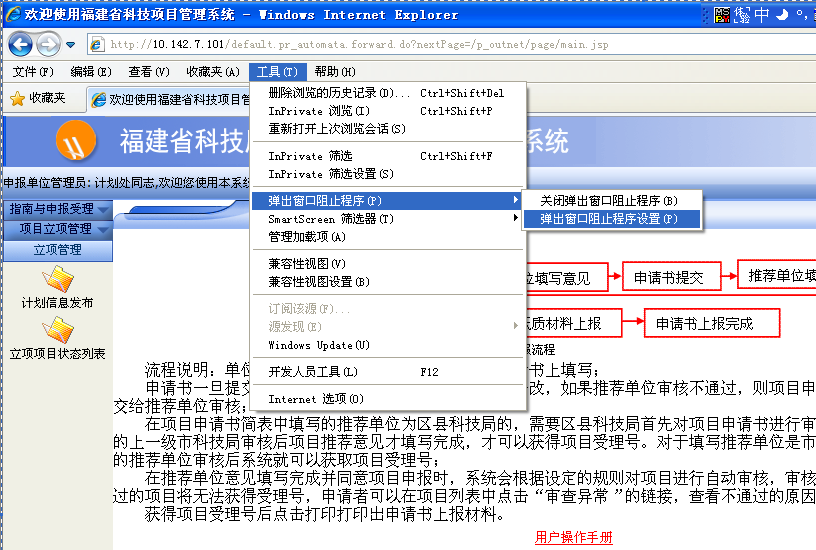 欢迎使用福建省科技项目管理系统 - Windows Internet Explorer
中
http://10.142.7.101/default.pr_automata.forward.do?nextPage=/p_outnet/page/main.jsp
文件(F) 编辑(E) 查看(V) 收藏夹(A) 工具(T) 帮助(H)
收藏夹 欢迎使用福建省科技项目管
福建省科技 系统
申报单位管理员:计划处同志,欢迎您使用本系统
指南与申报受理
项目立项管理
立项管理
计划信息发布
立项项目状态列表
删除浏览的历史记录(D)... Ctrl+Shift+Del
InPrivate 浏览(I) Ctrl+Shift+P
重新打开上次浏览会话(S)
InPrivate 筛选 Ctrl+Shift+F
InPrivate 筛选设置(S)
弹出窗口阻止程序(P)
SmartScreen 筛选器(T)
管理加载项(A)
兼容性视图(V)
兼容性视图设置(B)
订阅该源(F)...
源发现(E)
Windows Update(U)
开发人员工具(L) F12
Internet 选项(O)
关闭弹出窗口阻止程序(B)
弹出窗口阻止程序设置(P)
位填写意见 申请书提交 推荐单位填
质材料上报 申请书上报完成
流程
流程说明：单位 书上填写；
申请书一旦提交 改，如果推荐单位审核不通过，则项目申
交给推荐单位审核；
在项目申请书简表中填写的推荐单位为区县科技局的，需要区县科技局首先对项目申请书进行审
的上一级市科技局审核后项目推荐意见才填写完成，才可以获得项目受理号。对于填写推荐单位是市
的推荐单位审核后系统就可以获取项目受理号；
在推荐单位意见填写完成并同意项目申报时，系统会根据设定的规则对项目进行自动审核，审核
过的项目将无法获得受理号，申请者可以在项目列表中点击“审查异常 ”的链接，查看不通过的原因
获得项目受理号后点击打印打印出申请书上报材料。
用户操作手册